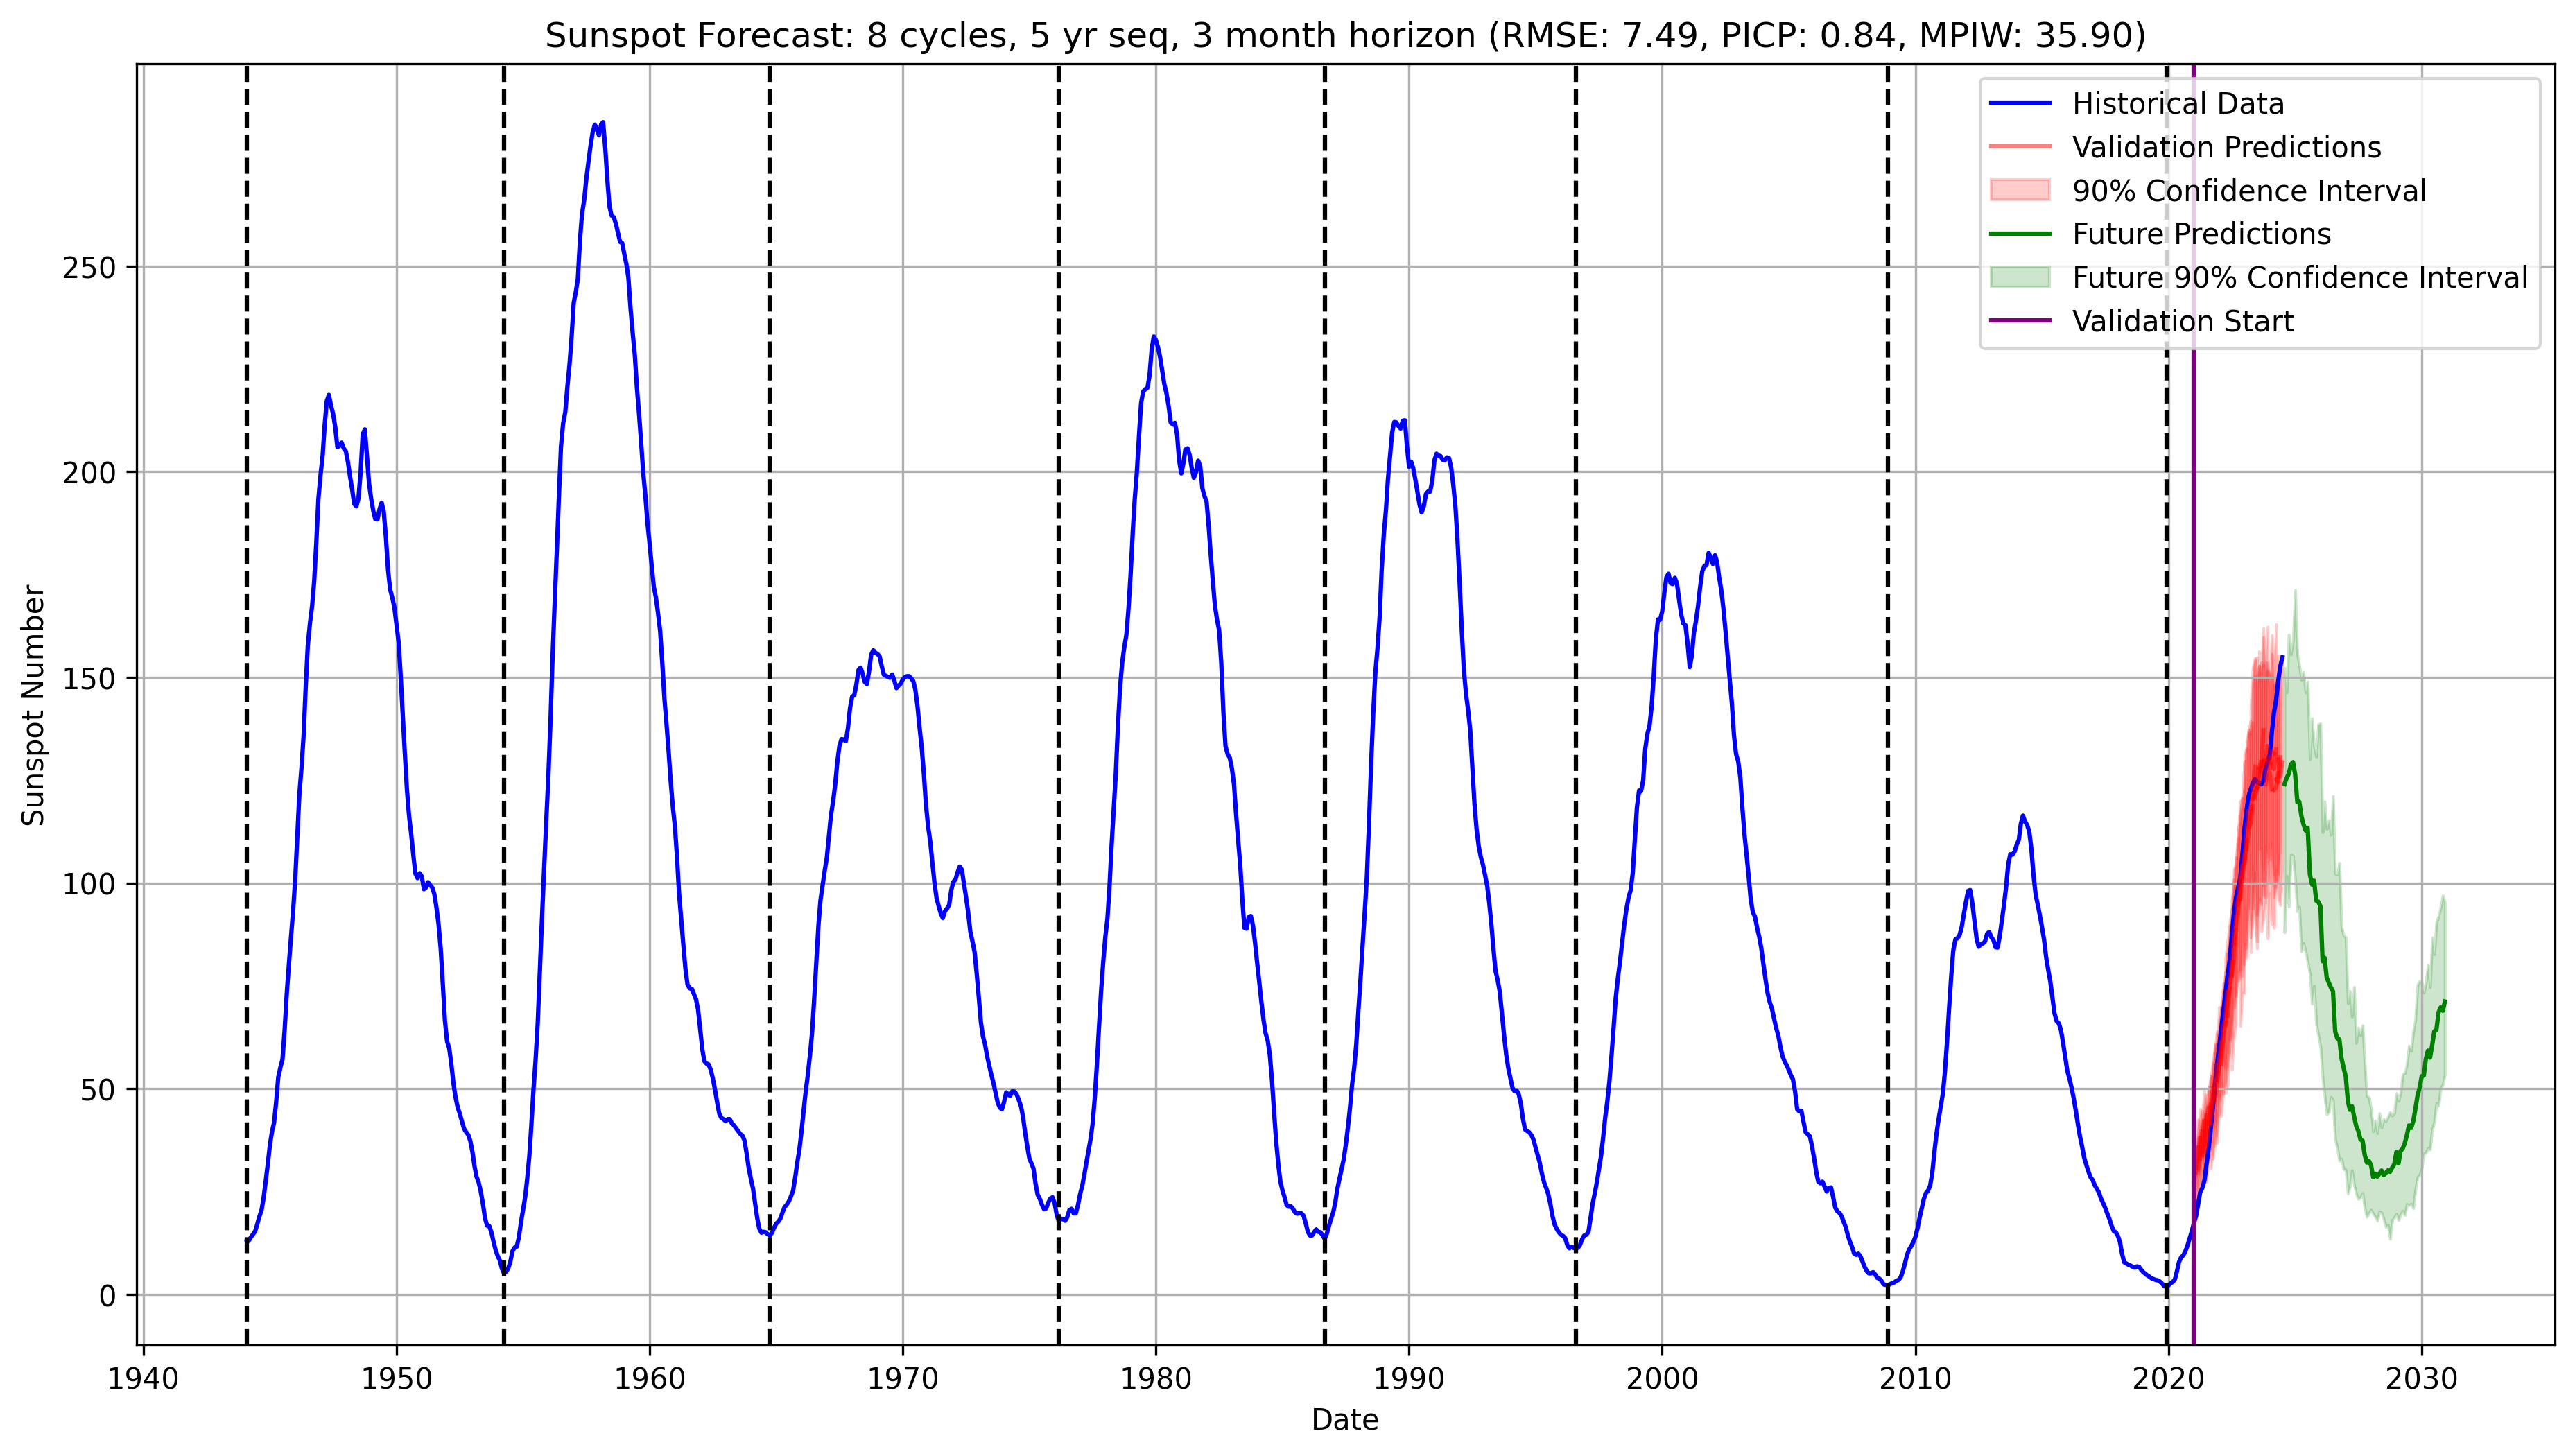 Sunspot Forecast: 8 cycles, 5 yr seq, 3 month horizon (RMSE: 7.49, PICP: 0.84, MPIW: 35.90)
Historical Data
Validation Predictions
90% Confidence Interval
Future Predictions
Future 90% Confidence Interval
Validation Start
Sunspot Number
250
200
150
100
50
0
1940 1950 1960 1970 1980 1990 2000 2010 2020 2030
Date